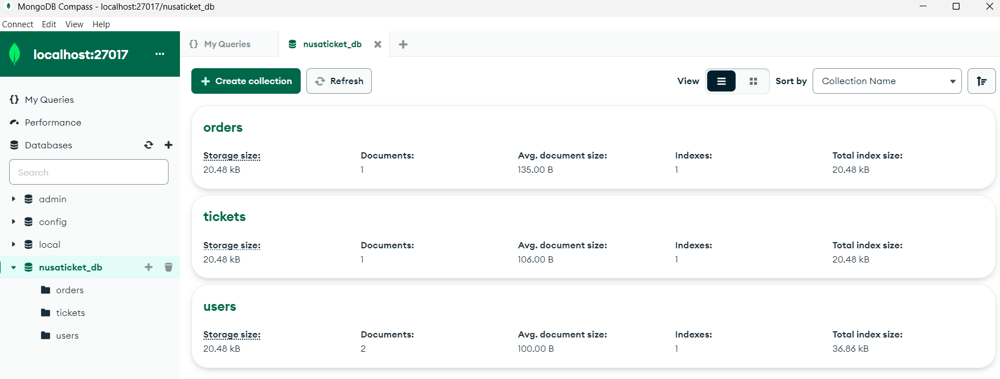 MongoDB Compass - localhost:27017/nusaticket_db
Connect Edit View Help
localhost:27017 ...
{} My Queries
nusaticket_db
My Queries
Performance
Databases
Search
admin
config
local
nusaticket_db
orders
tickets
users
Create collection Refresh View Sort by Collection Name
orders
Storage size: Documents: Avg. document size: Indexes: Total index size:
20.48 kB 1 135.00 B 1 20.48 kB
tickets
Storage size: Documents: Avg. document size: Indexes: Total index size:
20.48 kB 1 106.00 B 1 20.48 kB
users
Storage size: Documents: Avg. document size: Indexes: Total index size:
20.48 kB 2 100.00 B 1 36.86 kB